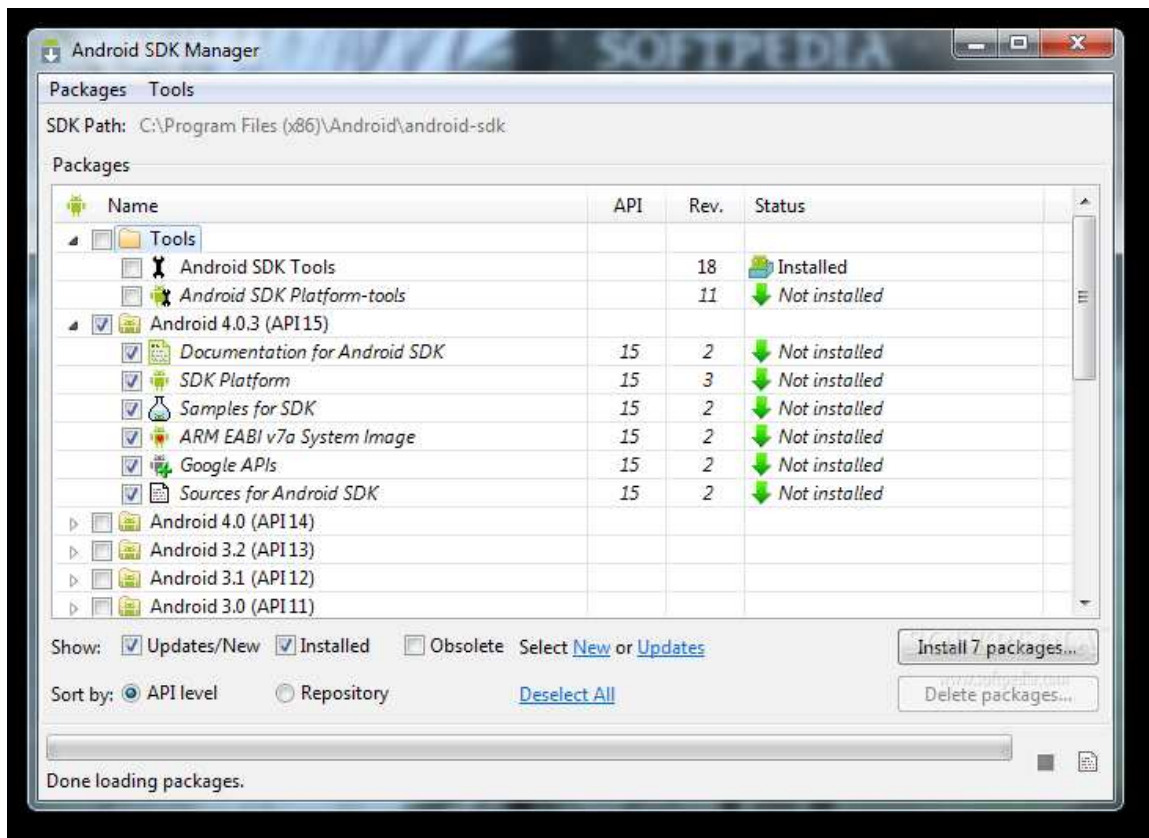 SOFTPEDIA
Android SDK Manager
Packages Tools
SDK Path: C:\Program Files (x86)\Android\android-sdk
Packages
Name API Rev. Status
Tools
Android SDK Tools 18 Installed
Android SDK Platform-tools 11 Not installed
Android 4.0.3 (API 15)
Documentation for Android SDK 15 2 Not installed
SDK Platform 15 3 Not installed
Samples for SDK 15 2 Not installed
ARM EABI v7a System Image 15 2 Not installed
Google APIs 15 2 Not installed
Sources for Android SDK 15 2 Not installed
Android 4.0 (API 14)
Android 3.2 (API 13)
Android 3.1 (API 12)
Android 3.0 (API 11)
Show: Updates/New Installed Obsolete Select New or Updates Install 7 packages...
www.softpedia.com
Sort by: API level Repository Deselect All Delete packages...
Done loading packages.